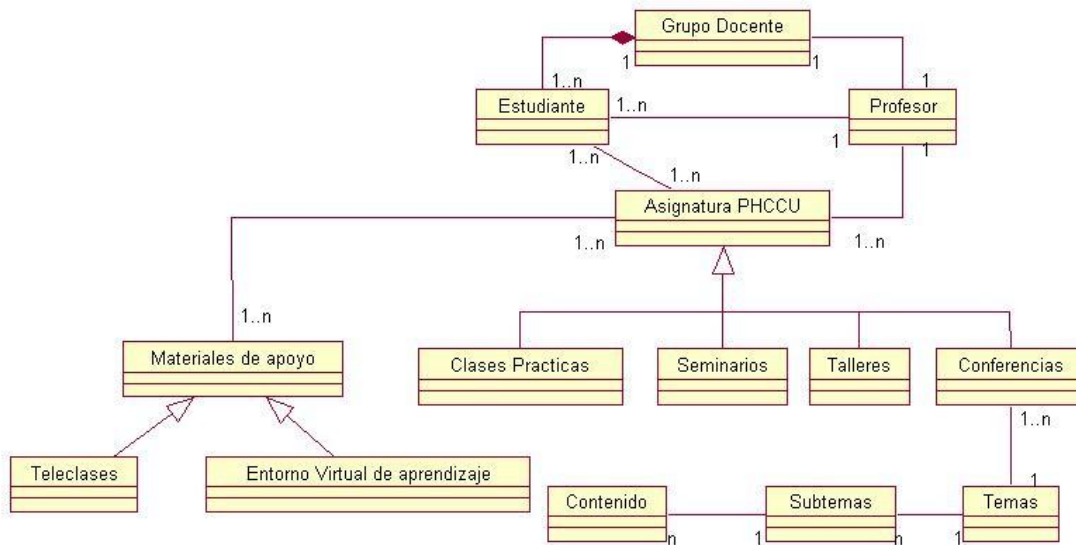 Grupo Docente
1
1
1..n
1
Estudiante
1..n
Profesor
1
1
1..n
1..n
Asignatura PHCCU
1..n
1..n
1..n
Materiales de apoyo
Clases Practicas
Seminarios
Talleres
Conferencias
1..n
Teleclases
Entorno Virtual de aprendizaje
1
Contenido
Subtemas
Temas
n
1
n
1